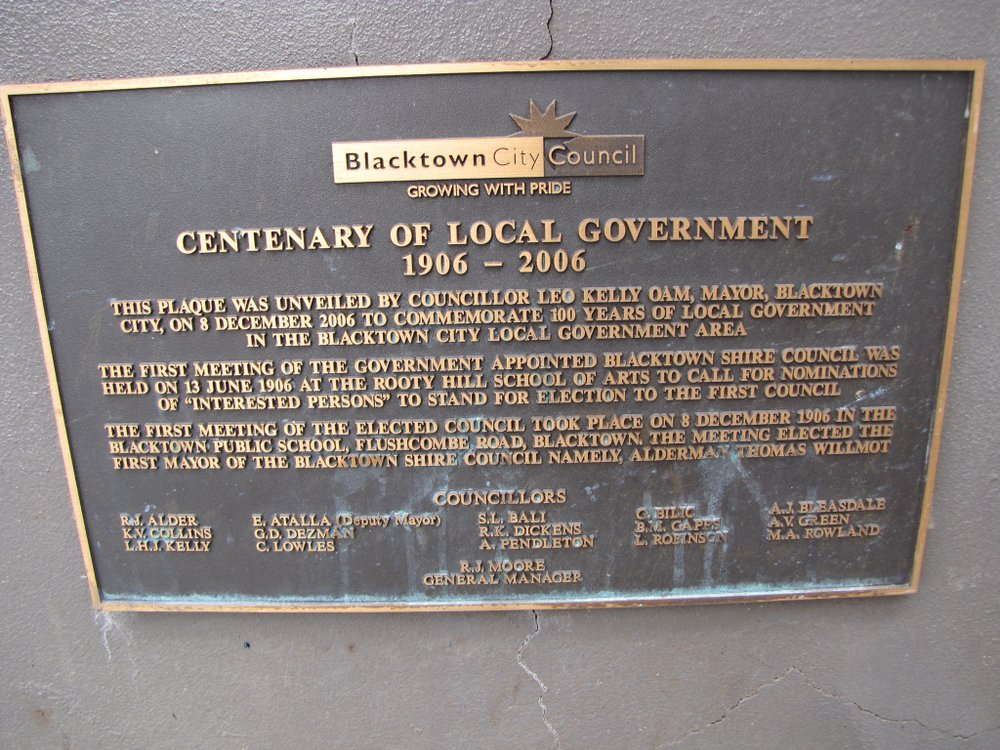 Blacktown City Council
GROWING WITH PRIDE
CENTENARY OF LOCAL GOVERNMENT
1906 – 2006
THIS PLAQUE WAS UNVEILED BY COUNCILLOR LEO KELLY OAM, MAYOR, BLACKTOWN
CITY, ON 8 DECEMBER 2006 TO COMMEMORATE 100 YEARS OF LOCAL GOVERNMENT
IN THE BLACKTOWN CITY LOCAL GOVERNMENT AREA
THE FIRST MEETING OF THE GOVERNMENT APPOINTED BLACKTOWN SHIRE COUNCIL WAS
HELD ON 13 JUNE 1906 AT THE ROOTY HILL SCHOOL OF ARTS TO CALL FOR NOMINATIONS
OF "INTERESTED PERSONS" TO STAND FOR ELECTION TO THE FIRST COUNCIL
THE FIRST MEETING OF THE ELECTED COUNCIL TOOK PLACE ON 8 DECEMBER 1906 IN THE
BLACKTOWN PUBLIC SCHOOL, FLUSHCOMBE ROAD, BLACKTOWN. THE MEETING ELECTED THE
FIRST MAYOR OF THE BLACKTOWN SHIRE COUNCIL NAMELY, ALDERMAN THOMAS WILLMOT
COUNCILLORS
R.J. ALDER
K.V. COLLINS
L.H.J. KELLY
E. ATALLA (Deputy Mayor)
G.D. DEZMAN
C. LOWLES
S.L. BALI
R.K. DICKENS
A. PENDLETON
G. BILIC
B.M. CAPPS
L. ROBINSON
A.J. BLEASDALE
A.V. GREEN
M.A. ROWLAND
R.J. MOORE
GENERAL MANAGER